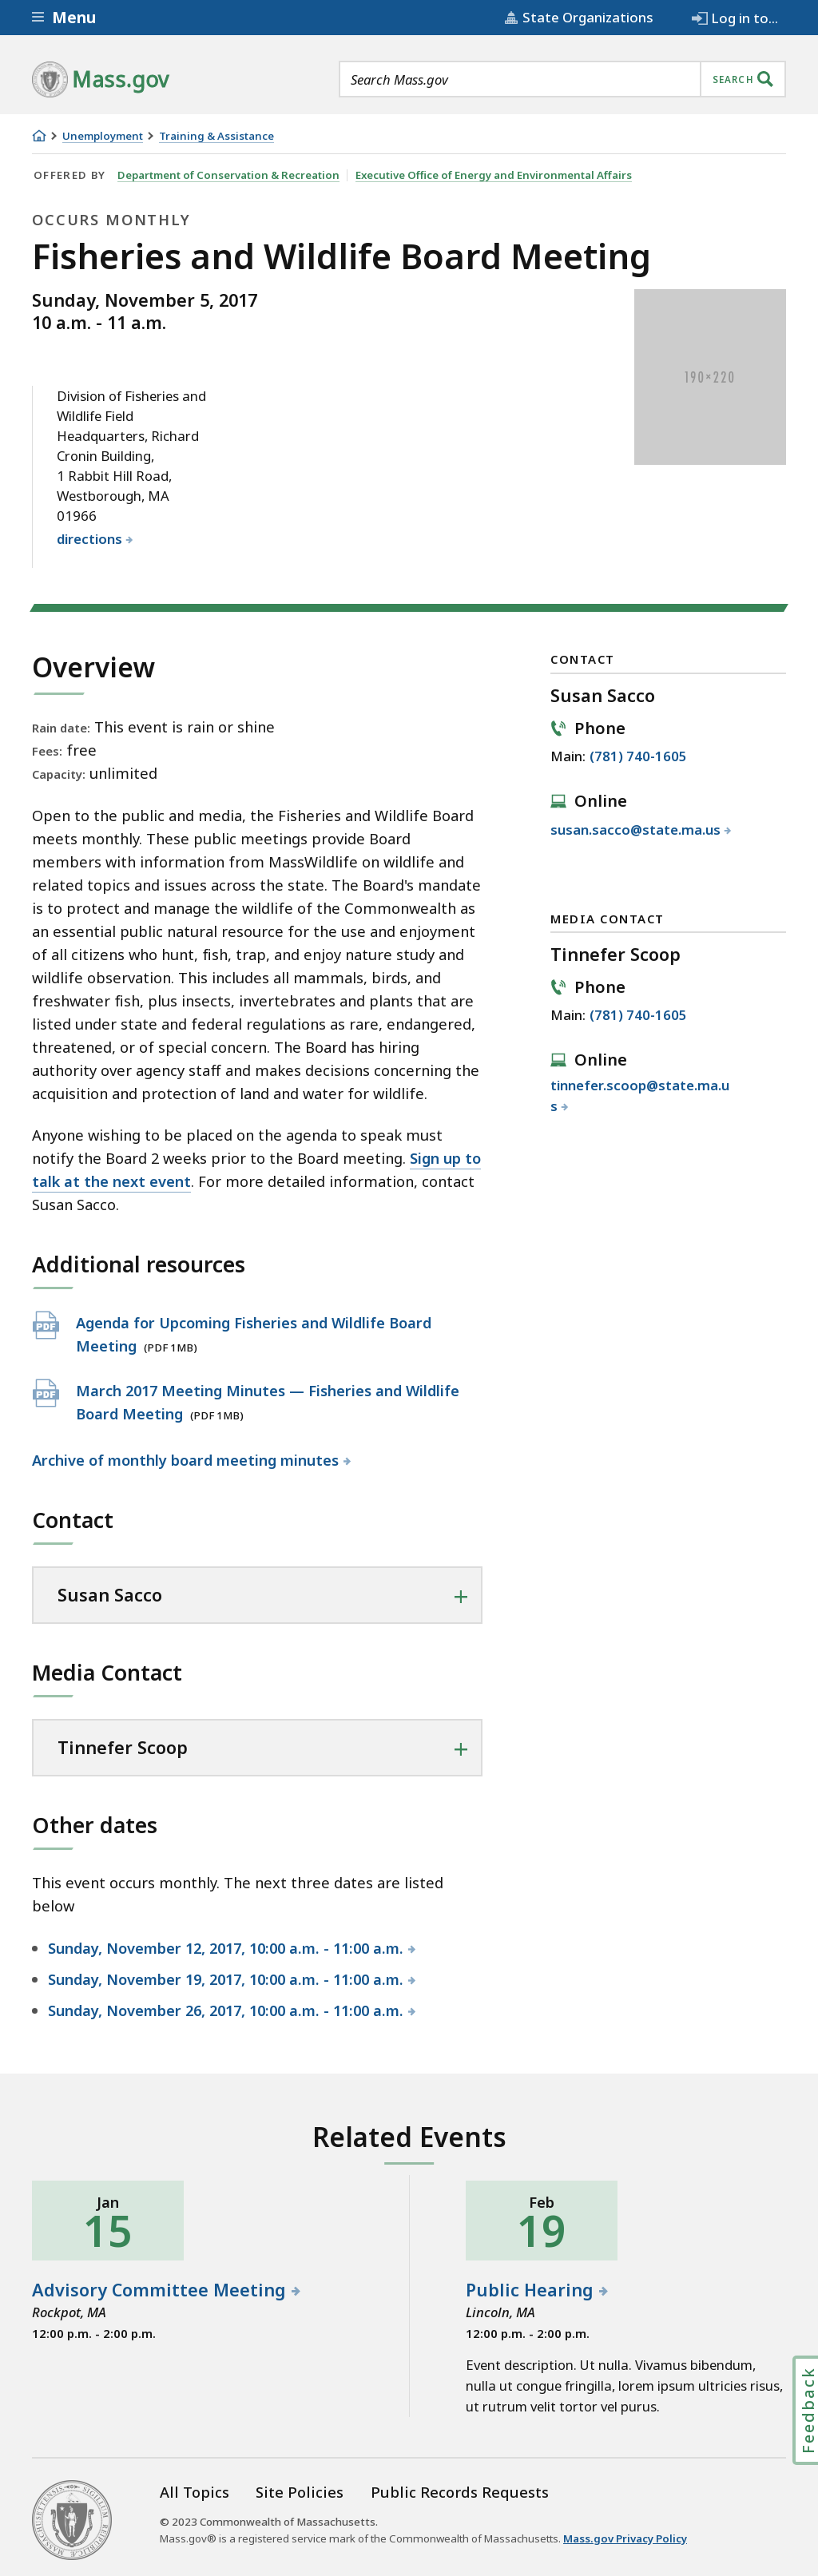 Menu
State Organizations
Log in to...
Mass.gov
Search Mass.gov
SEARCH
Unemployment
Training & Assistance
OFFERED BY
Department of Conservation & Recreation
Executive Office of Energy and Environmental Affairs
OCCURS MONTHLY
Fisheries and Wildlife Board Meeting
Sunday, November 5, 2017
10 a.m. - 11 a.m.
190×220
Division of Fisheries and
Wildlife Field
Headquarters, Richard
Cronin Building,
1 Rabbit Hill Road,
Westborough, MA
01966
directions
Overview
Rain date: This event is rain or shine
Fees: free
Capacity: unlimited
Open to the public and media, the Fisheries and Wildlife Board
meets monthly. These public meetings provide Board
members with information from MassWildlife on wildlife and
related topics and issues across the state. The Board's mandate
is to protect and manage the wildlife of the Commonwealth as
an essential public natural resource for the use and enjoyment
of all citizens who hunt, fish, trap, and enjoy nature study and
wildlife observation. This includes all mammals, birds, and
freshwater fish, plus insects, invertebrates and plants that are
listed under state and federal regulations as rare, endangered,
threatened, or of special concern. The Board has hiring
authority over agency staff and makes decisions concerning the
acquisition and protection of land and water for wildlife.
Anyone wishing to be placed on the agenda to speak must
notify the Board 2 weeks prior to the Board meeting. Sign up to
talk at the next event. For more detailed information, contact
Susan Sacco.
CONTACT
Susan Sacco
Phone
Main: (781) 740-1605
Online
susan.sacco@state.ma.us
MEDIA CONTACT
Tinnefer Scoop
Phone
Main: (781) 740-1605
Online
tinnefer.scoop@state.ma.u
s
Additional resources
PDF
Agenda for Upcoming Fisheries and Wildlife Board
Meeting (PDF 1MB)
PDF
March 2017 Meeting Minutes — Fisheries and Wildlife
Board Meeting (PDF 1MB)
Archive of monthly board meeting minutes
Contact
Susan Sacco
Media Contact
Tinnefer Scoop
Other dates
This event occurs monthly. The next three dates are listed
below
Sunday, November 12, 2017, 10:00 a.m. - 11:00 a.m.
Sunday, November 19, 2017, 10:00 a.m. - 11:00 a.m.
Sunday, November 26, 2017, 10:00 a.m. - 11:00 a.m.
Related Events
Jan
15
Advisory Committee Meeting
Rockpot, MA
12:00 p.m. - 2:00 p.m.
Feb
19
Public Hearing
Lincoln, MA
12:00 p.m. - 2:00 p.m.
Event description. Ut nulla. Vivamus bibendum,
nulla ut congue fringilla, lorem ipsum ultricies risus,
ut rutrum velit tortor vel purus.
Feedback
All Topics
Site Policies
Public Records Requests
© 2023 Commonwealth of Massachusetts.
Mass.gov® is a registered service mark of the Commonwealth of Massachusetts. Mass.gov Privacy Policy